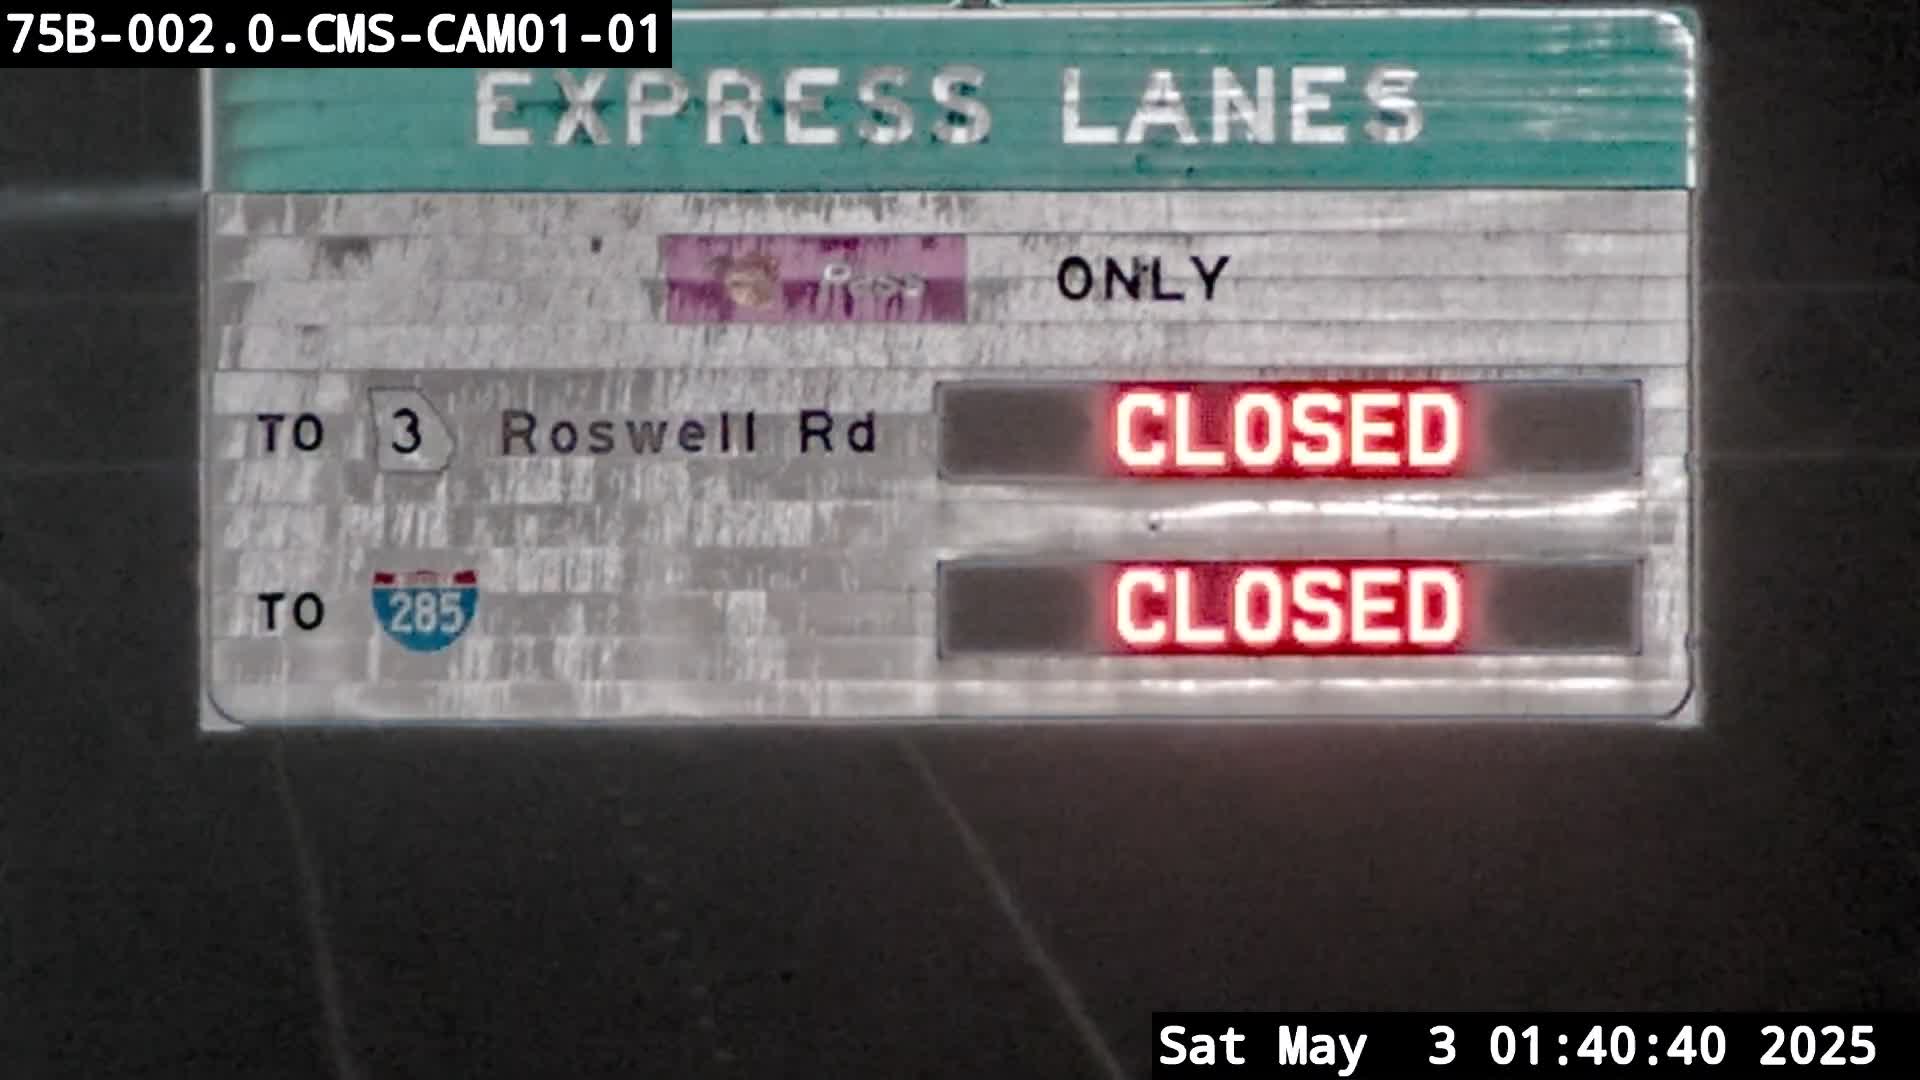 75B-002.0-CMS-CAM01-01
EXPRESS LANES
Pass ONLY
TO 3 Roswell Rd CLOSED
TO 285 CLOSED
Sat May 3 01:40:40 2025